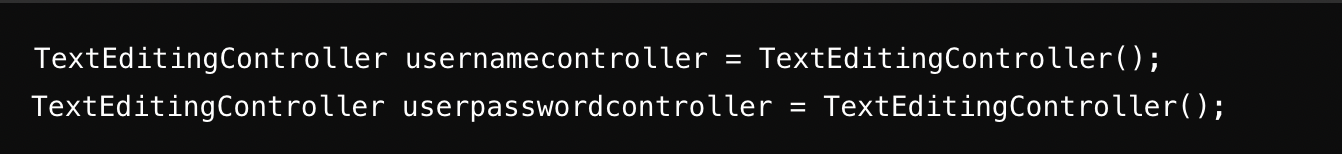 TextEditingController usernamecontroller = TextEditingController();
TextEditingController userpasswordcontroller = TextEditingController();